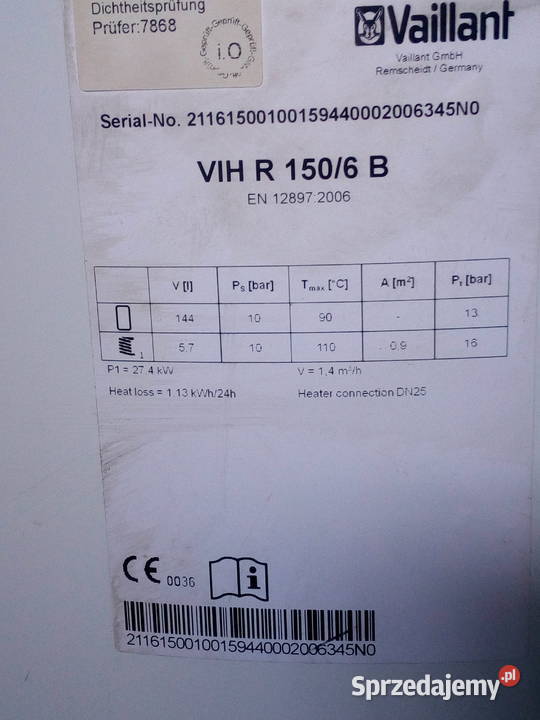 Dichtheitsprüfung
Prüfer:7868
i.O
Vaillant
Vaillant GmbH
Remscheidt / Germany
Serial-No. 21161500100159440002006345N0
VIH R 150/6 B
EN 12897:2006
V [l] Ps [bar] Tmax [°C] A [m²] Pt [bar]
144 10 90 - 13
1 5.7 10 110 0.9 16
P1 = 27.4 kW V = 1,4 m³/h
Heat loss = 1.13 kWh/24h Heater connection DN25
CE 0036
i
21161500100159440002006345N0
Sprzedajemy.pl